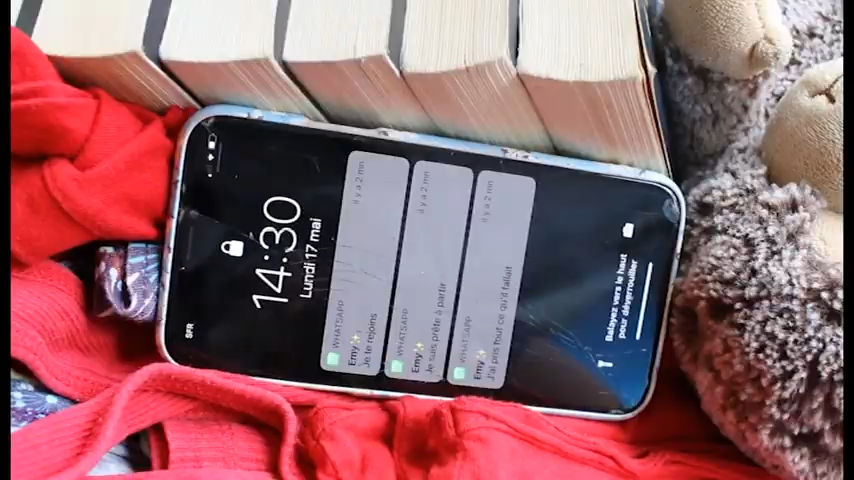 SFR
14:30
Lundi 17 mai
WHATSAPP
il y a 2 mn
Emy✨
Je te rejoins
WHATSAPP
il y a 2 mn
Emy✨
Je suis prête à partir
WHATSAPP
il y a 2 mn
Emy✨
J'ai pris tout ce qu'il fallait
Balayez vers le haut
pour déverrouiller